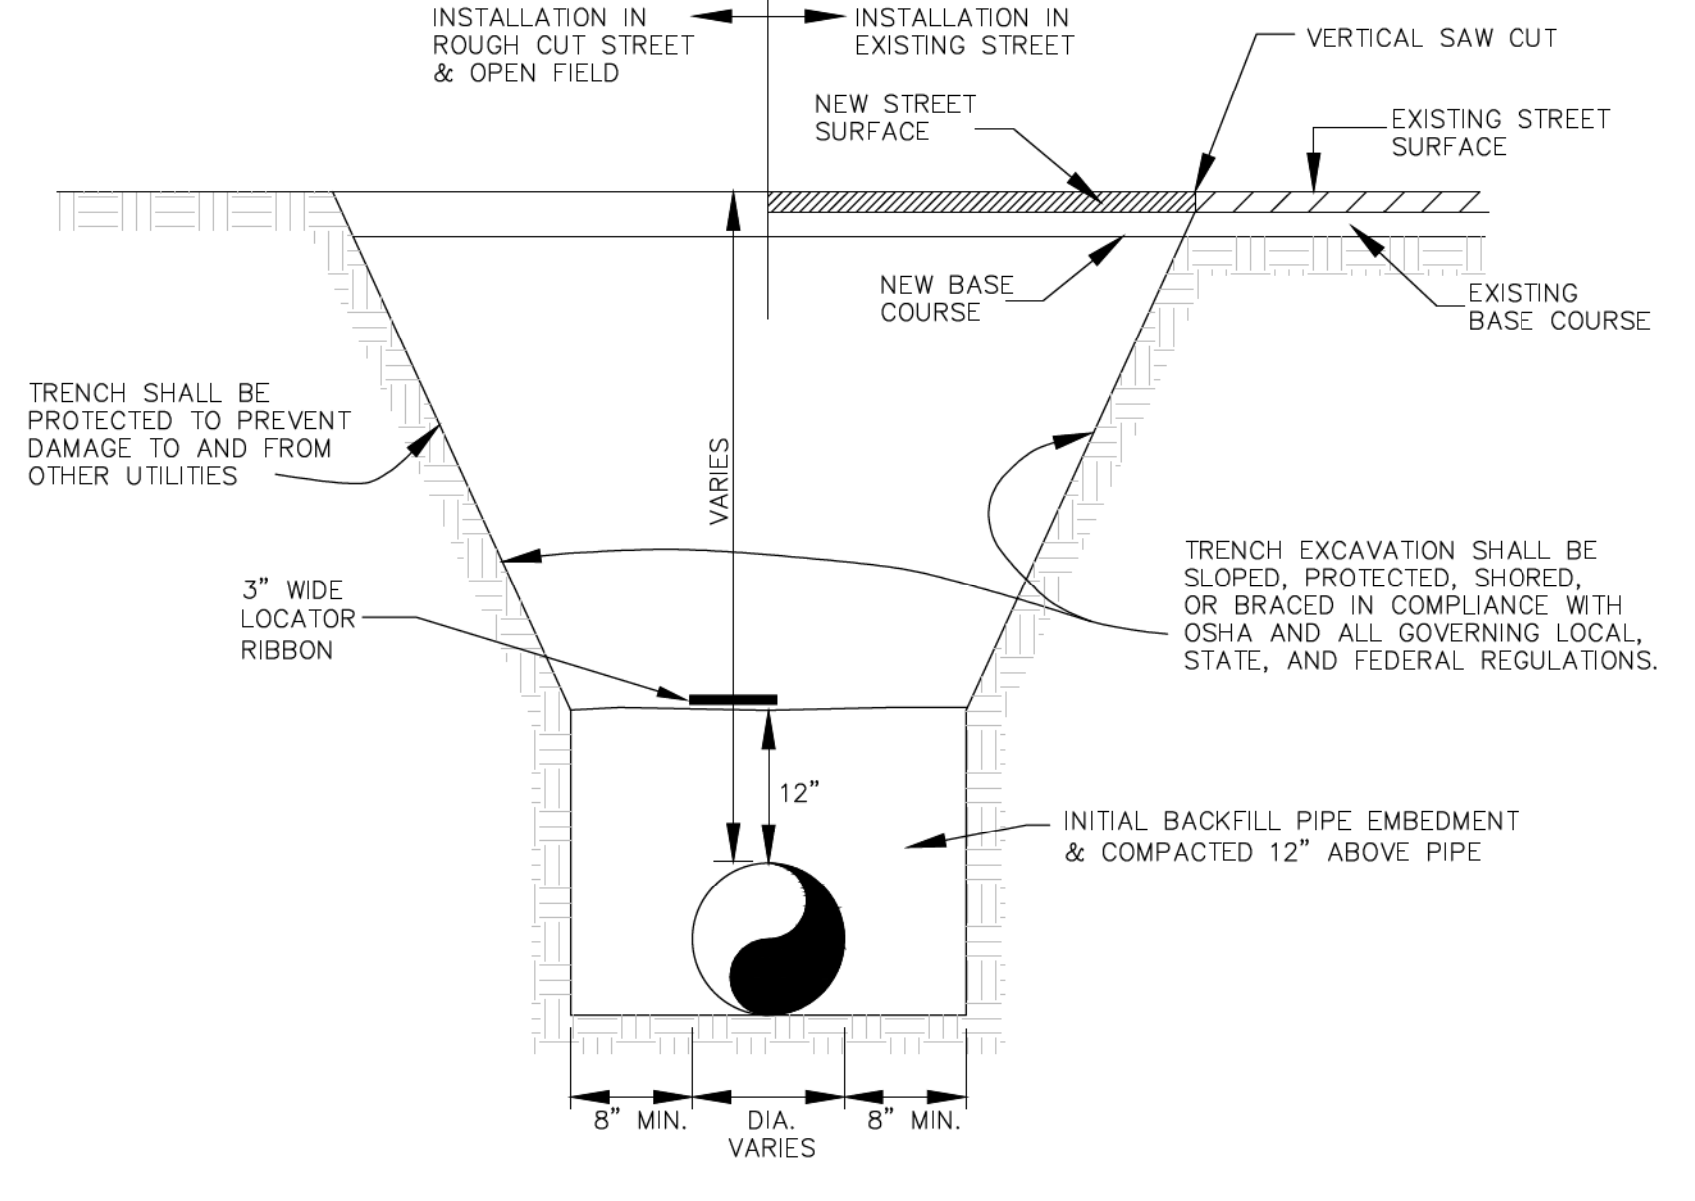 INSTALLATION IN
ROUGH CUT STREET
& OPEN FIELD
INSTALLATION IN
EXISTING STREET
VERTICAL SAW CUT
NEW STREET
SURFACE
EXISTING STREET
SURFACE
NEW BASE
COURSE
EXISTING
BASE COURSE
TRENCH SHALL BE
PROTECTED TO PREVENT
DAMAGE TO AND FROM
OTHER UTILITIES
VARIES
TRENCH EXCAVATION SHALL BE
SLOPED, PROTECTED, SHORED,
OR BRACED IN COMPLIANCE WITH
OSHA AND ALL GOVERNING LOCAL,
STATE, AND FEDERAL REGULATIONS.
3” WIDE
LOCATOR
RIBBON
12”
INITIAL BACKFILL PIPE EMBEDMENT
& COMPACTED 12” ABOVE PIPE
8” MIN.
DIA.
VARIES
8” MIN.